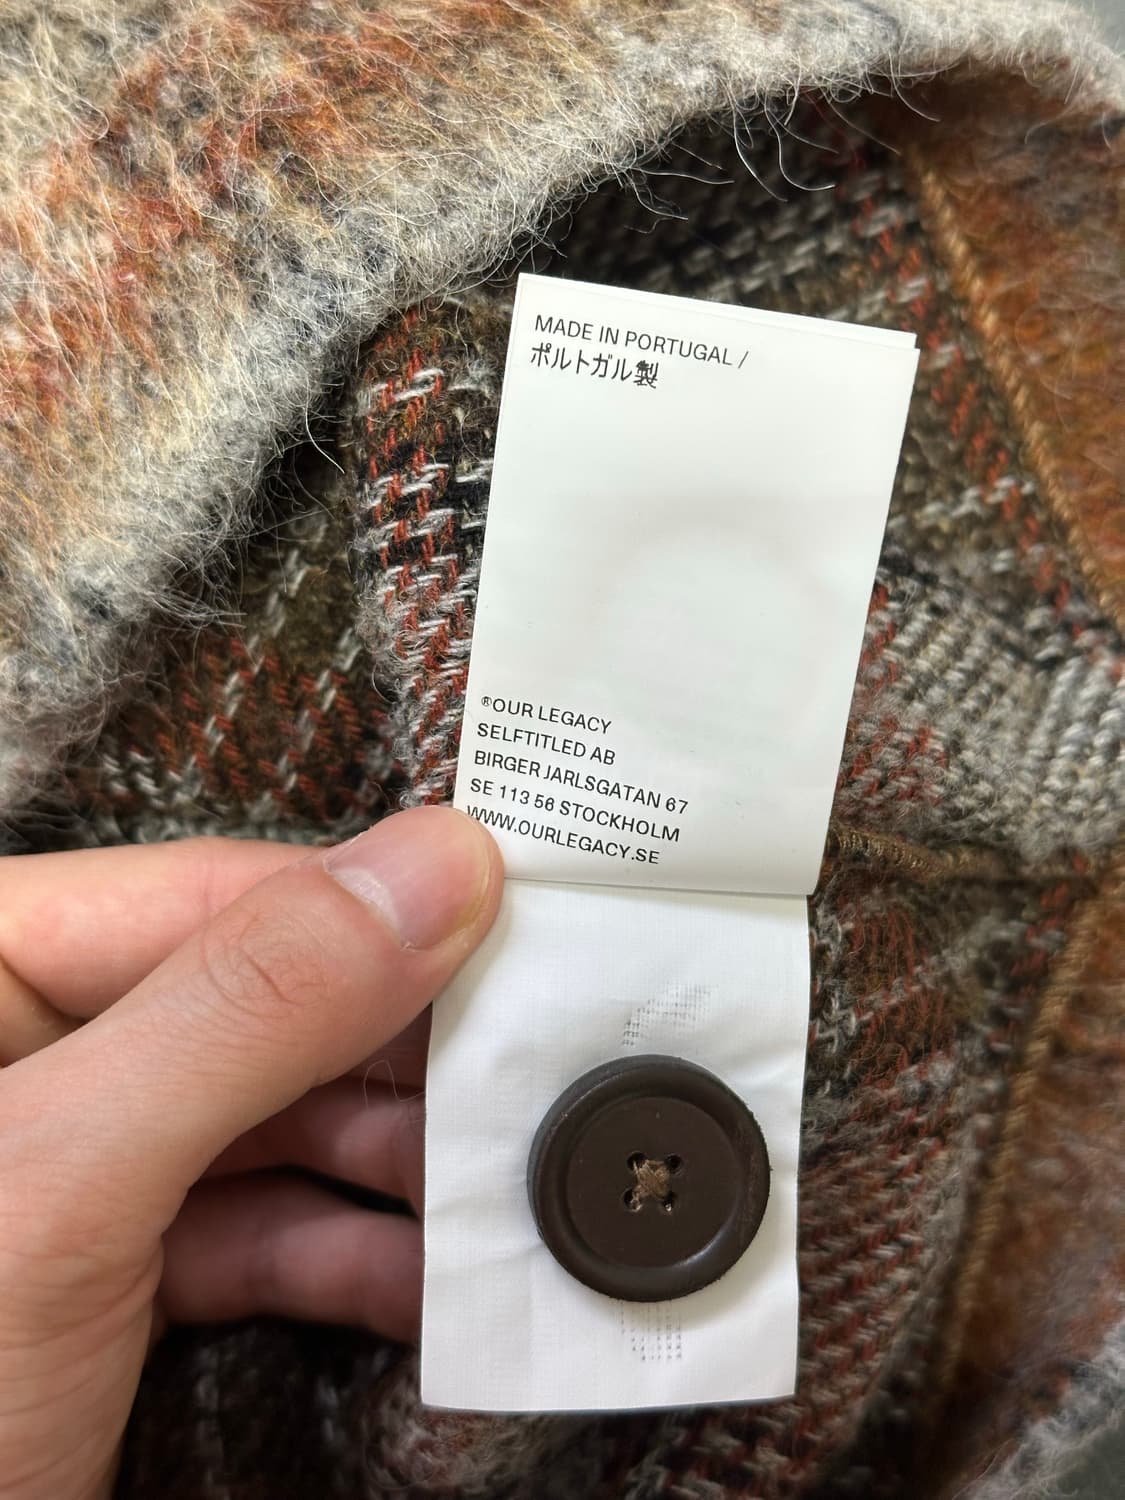 MADE IN PORTUGAL /
ポルトガル製
®OUR LEGACY
SELFTITLED AB
BIRGER JARLSGATAN 67
SE 113 56 STOCKHOLM
WWW.OURLEGACY.SE